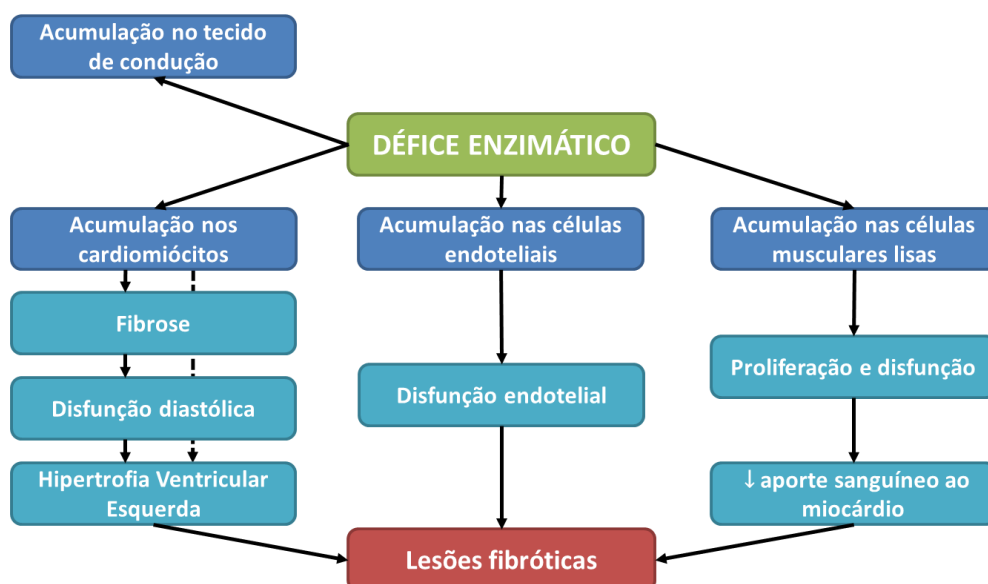 Acumulação no tecido
de condução
DÉFICE ENZIMÁTICO
Acumulação nos
cardiomiócitos
Acumulação nas células
endoteliais
Acumulação nas células
musculares lisas
Fibrose
Proliferação e disfunção
Disfunção diastólica
Disfunção endotelial
Hipertrofia Ventricular
Esquerda
↓ aporte sanguíneo ao
miocárdio
Lesões fibróticas